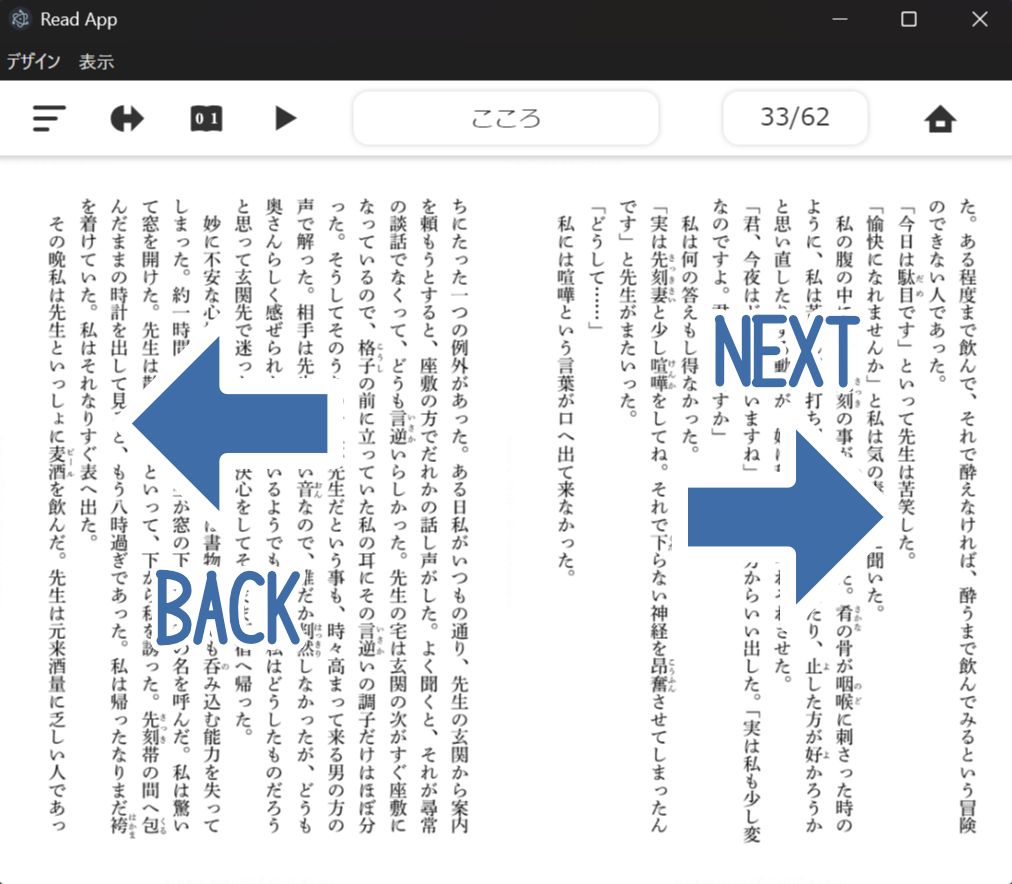 Read App
デザイン 表示
01 こころ 33/62
ちにたった一つの例外があった。ある日私がいつもの通り、先生の玄関から案内
を頼もうとすると、座敷の方でだれかの話し声がした。よく聞くと、それが尋常
の談話でなくって、どうも言逆いらしかった。先生の宅は玄関の次がすぐ座敷に
なっているので、格子の前に立っていた私の耳にその言逆いの調子だけはほぼ分
った。そうしてそのう 先生だという事も、時々高まって来る男の方の
声で解った。相手は先 い音なので、誰だか判然しなかったが、どうも
奥さんらしく感ぜられ いるようでも 私はどうしたものだろう
と思って玄関先で迷っ 決心をしてそ 宿へ帰った。
妙に不安な心 は書物 も呑み込む能力を失って
しまった。約一時間 が窓の下 の名を呼んだ。私は驚い
て窓を開けた。先生は といって、下から私を誘った。先刻帯の間へ包
んだままの時計を出して見 と、もう八時過ぎであった。私は帰ったなりまだ袴
を着けていた。私はそれなりすぐ表へ出た。
その晩私は先生といっしょに麦酒を飲んだ。先生は元来酒量に乏しい人であっ
BACK
た。ある程度まで飲んで、それで酔えなければ、酔うまで飲んでみるという冒険
のできない人であった。
「今日は駄目です」といって先生は苦笑した。
「愉快になれませんか」と私は気の 聞いた。
私の腹の中に 刻の事が 肴の骨が咽喉に刺さった時の
ように、私は 打ち たり、止した方が好かろうか
と思い直した 動 が させた。
「君、今夜は いますね」 からいい出した。「実は私も少し変
なのですよ。 すか」
私は何の答えもし得なかった。
「実は先刻妻と少し喧嘩をしてね。それで下らない神経を昂奮させてしまったん
です」と先生がまたいった。
「どうして……」
私には喧嘩という言葉が口へ出て来なかった。
NEXT